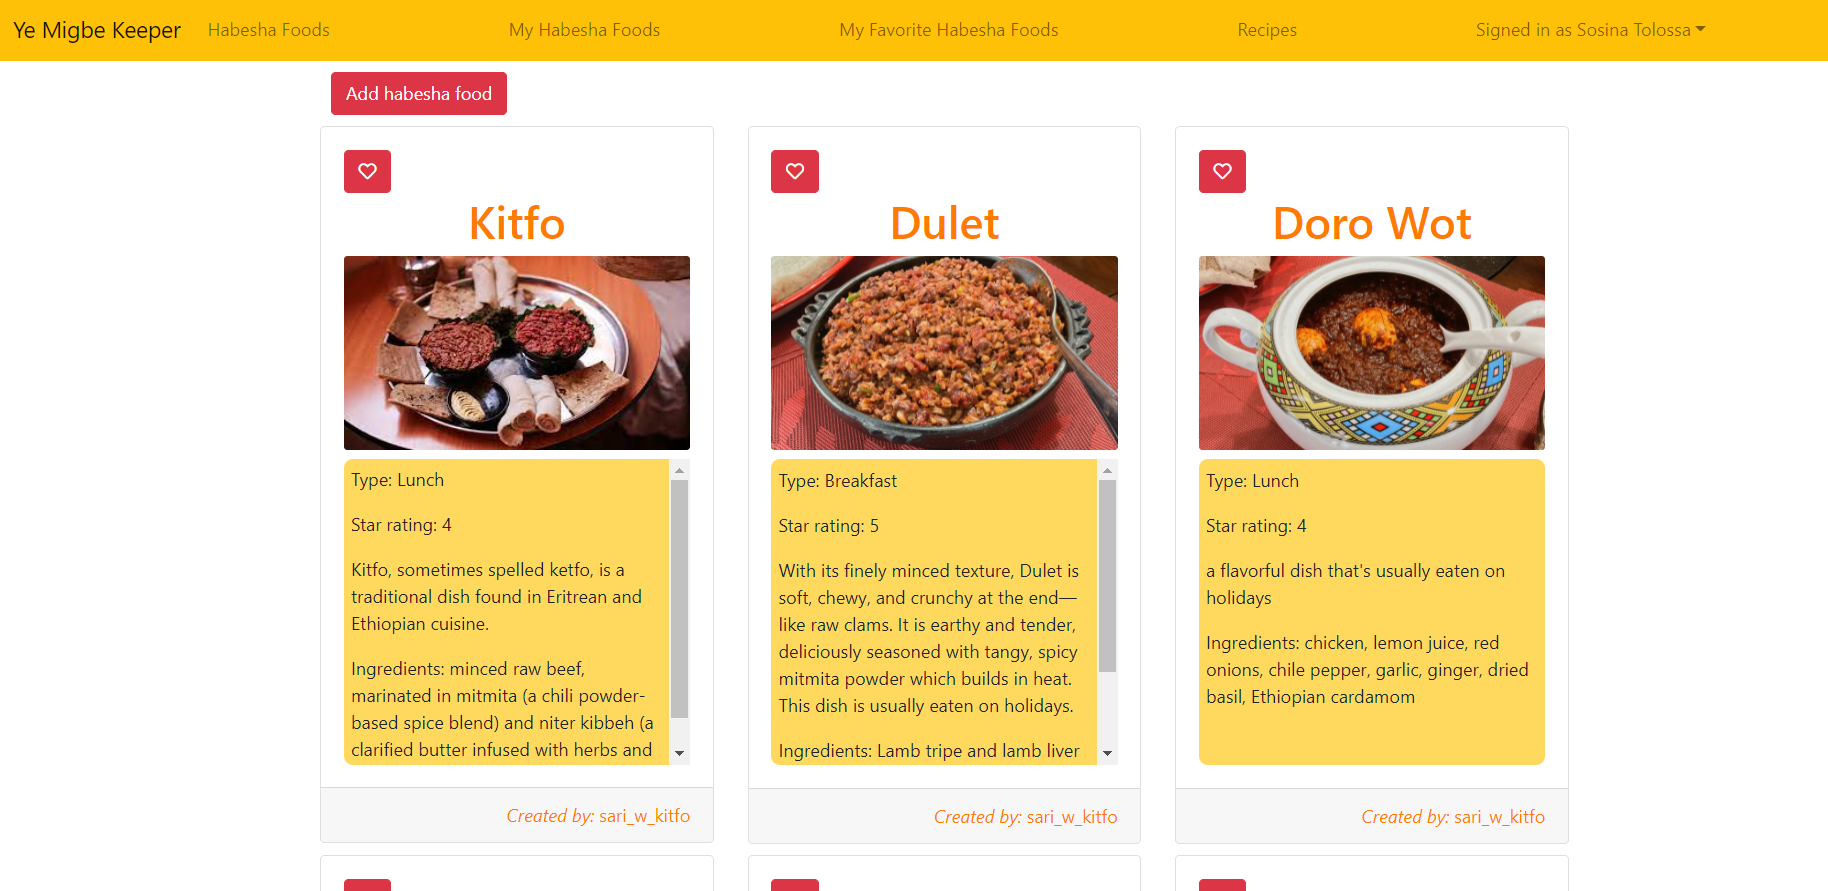 Ye Migbe Keeper Habesha Foods My Habesha Foods My Favorite Habesha Foods Recipes Signed in as Sosina Tolossa
Add habesha food
Kitfo
Type: Lunch
Star rating: 4
Kitfo, sometimes spelled ketfo, is a
traditional dish found in Eritrean and
Ethiopian cuisine.
Ingredients: minced raw beef,
marinated in mitmita (a chili powder-
based spice blend) and niter kibbeh (a
clarified butter infused with herbs and
Created by: sari_w_kitfo
Dulet
Type: Breakfast
Star rating: 5
With its finely minced texture, Dulet is
soft, chewy, and crunchy at the end—
like raw clams. It is earthy and tender,
deliciously seasoned with tangy, spicy
mitmita powder which builds in heat.
This dish is usually eaten on holidays.
Ingredients: Lamb tripe and lamb liver
Created by: sari_w_kitfo
Doro Wot
Type: Lunch
Star rating: 4
a flavorful dish that's usually eaten on
holidays
Ingredients: chicken, lemon juice, red
onions, chile pepper, garlic, ginger, dried
basil, Ethiopian cardamom
Created by: sari_w_kitfo